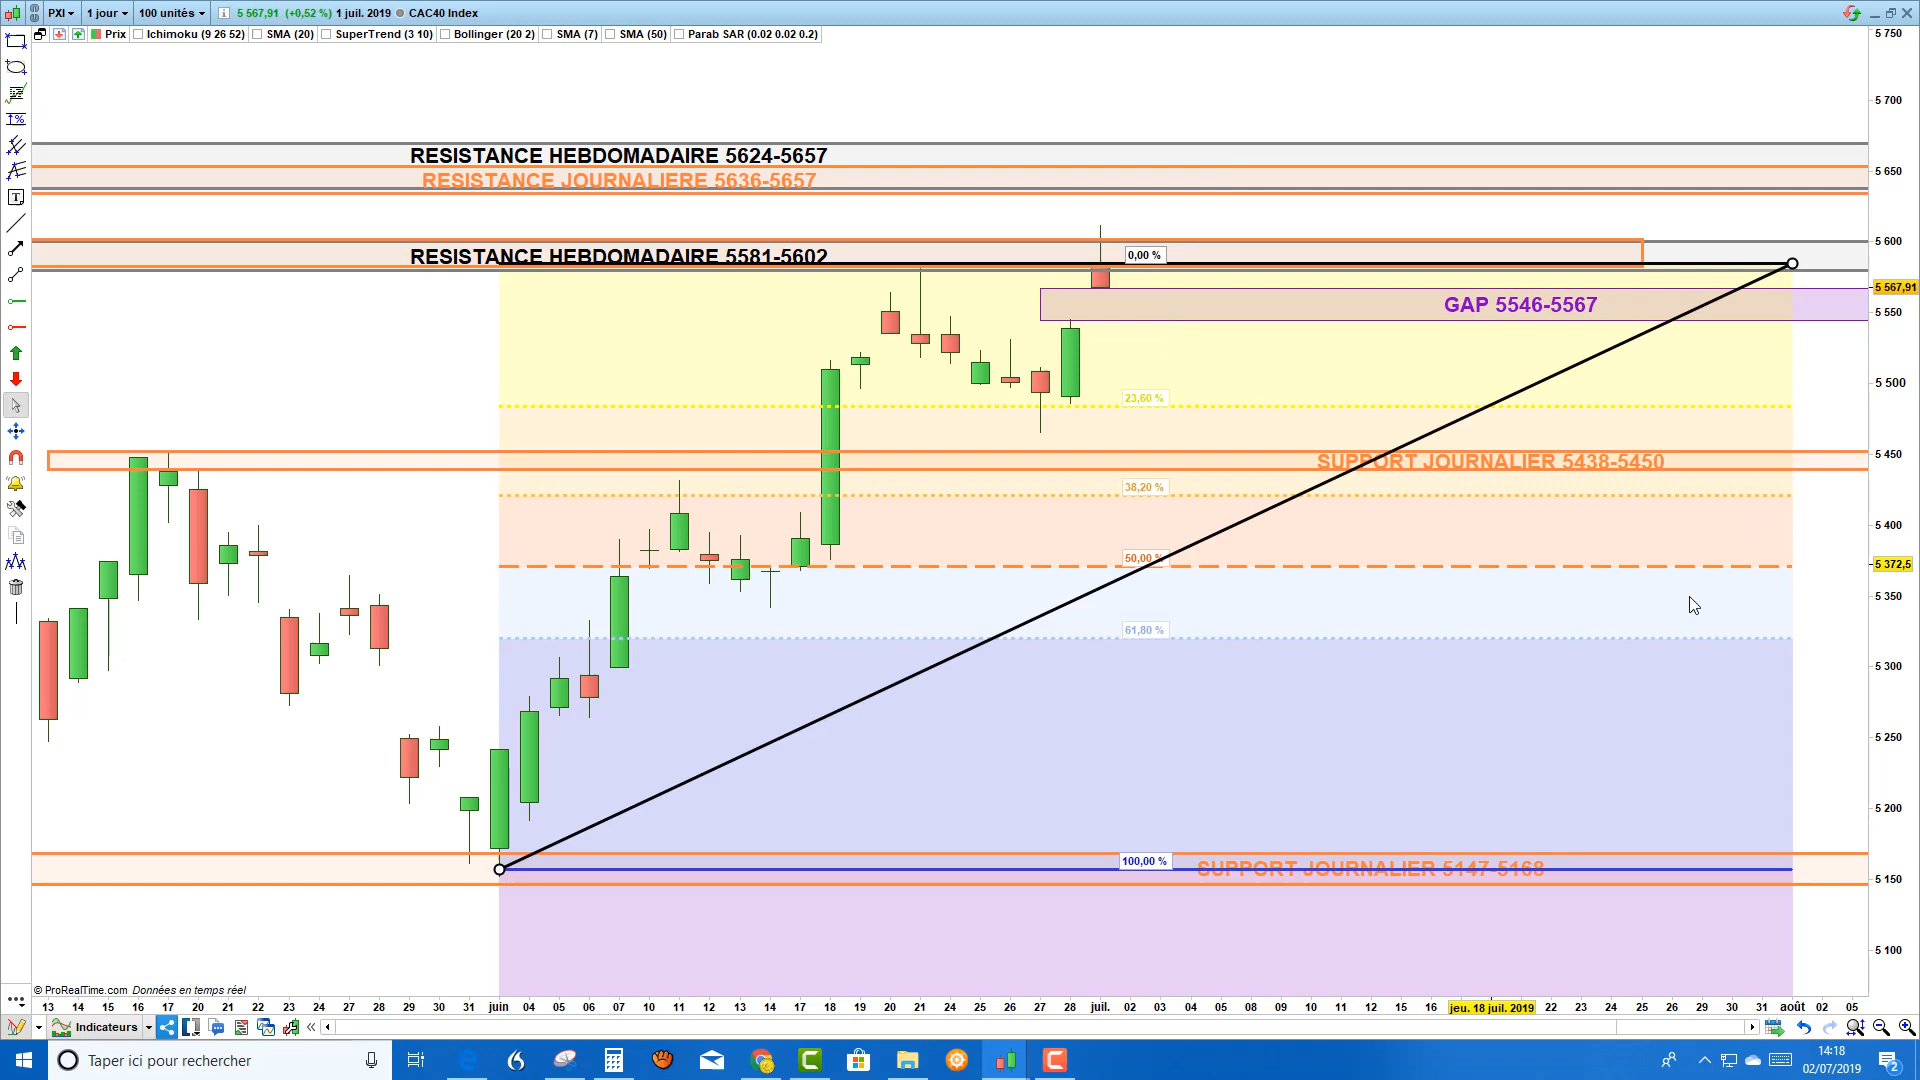 PXI 1 jour 100 unités 5 567,91 (+0,52 %) 1 juil. 2019 CAC40 Index
Prix Ichimoku (9 26 52) SMA (20) SuperTrend (3 10) Bollinger (20 2) SMA (7) SMA (50) Parab SAR (0.02 0.02 0.2)
5 750
5 700
RESISTANCE HEBDOMADAIRE 5624-5657
5 650
RESISTANCE JOURNALIERE 5636-5657
5 600
RESISTANCE HEBDOMADAIRE 5581-5602
0,00 %
5 567,91
GAP 5546-5567
5 550
5 500
23,60 %
5 450
SUPPORT JOURNALIER 5438-5450
38,20 %
5 400
50,00 %
5 372,5
5 350
61,80 %
5 300
5 250
5 200
100,00 %
SUPPORT JOURNALIER 5147-5168
5 150
5 100
© ProRealTime.com Données en temps réel
13 14 15 16 17 20 21 22 23 24 27 28 29 30 31 juin 04 05 06 07 10 11 12 13 14 17 18 19 20 21 24 25 26 27 28 juil. 02 03 04 05 08 09 10 11 12 15 16 jeu. 18 juil. 2019 22 23 24 25 26 29 30 31 août 02 05
Indicateurs
Taper ici pour rechercher
14:18
02/07/2019
2